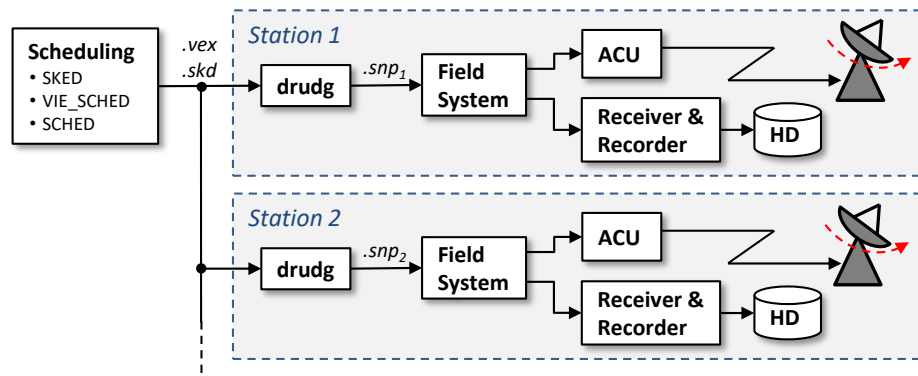 Scheduling
• SKED
• VIE_SCHED
• SCHED
.vex
.skd
Station 1
drudg
.snp₁
Field
System
ACU
Receiver &
Recorder
HD
Station 2
drudg
.snp₂
Field
System
ACU
Receiver &
Recorder
HD